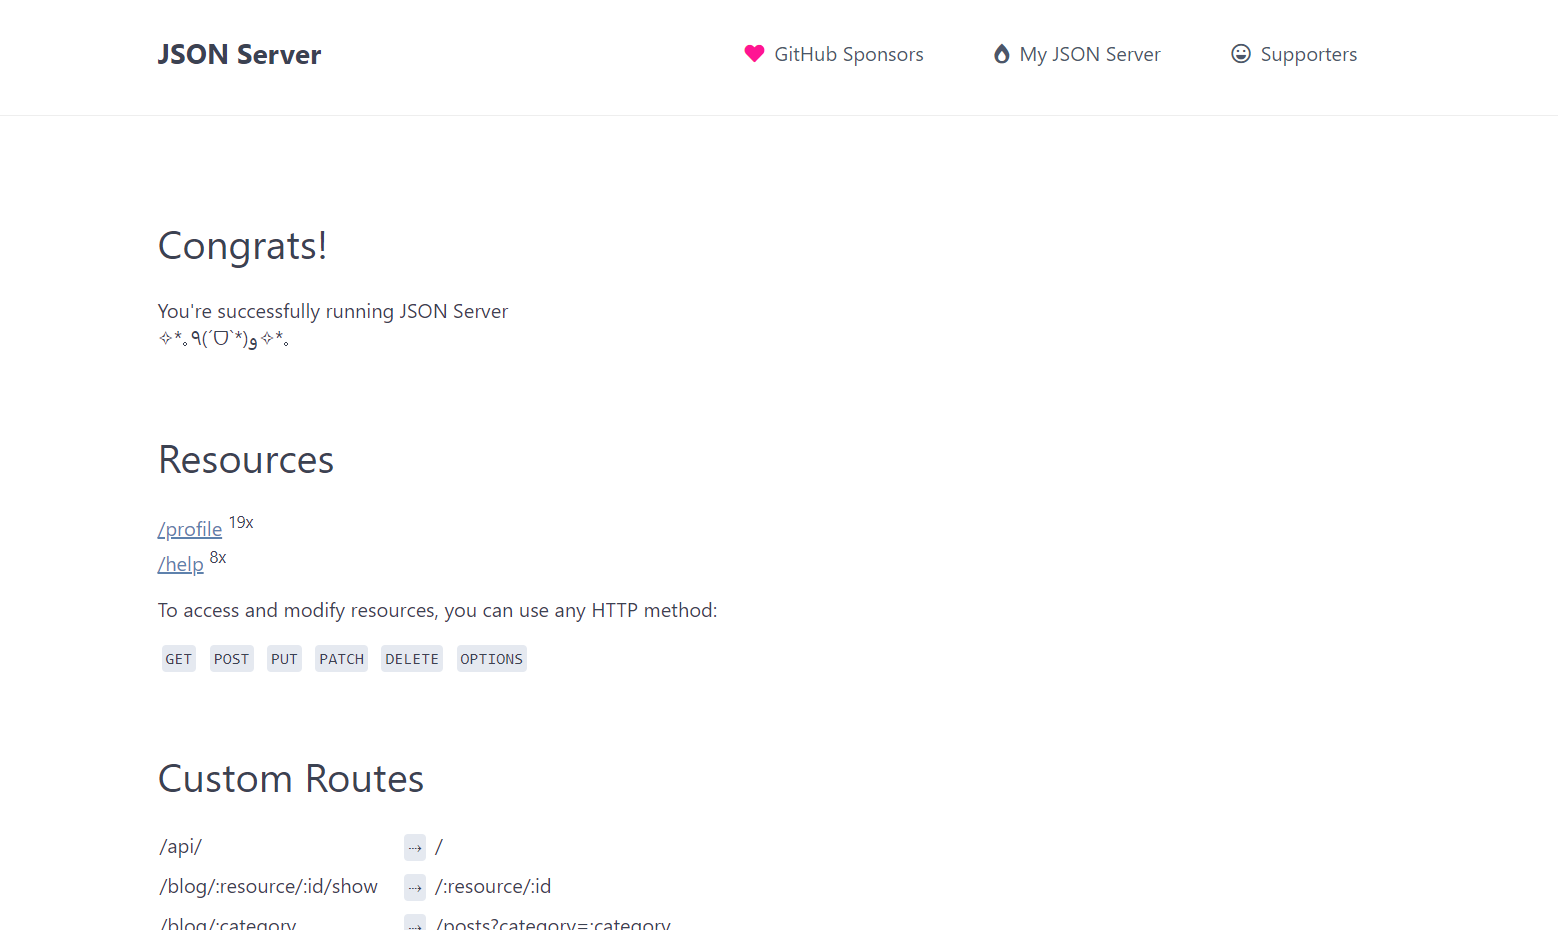 JSON Server
GitHub Sponsors
My JSON Server
Supporters
Congrats!
You're successfully running JSON Server
✧*｡٩(ˊᗜˋ*)و✧*｡
Resources
/profile 19x
/help 8x
To access and modify resources, you can use any HTTP method:
GET POST PUT PATCH DELETE OPTIONS
Custom Routes
/api/ ⇢ /
/blog/:resource/:id/show ⇢ /:resource/:id
/blog/:category ⇢ /posts?category=:category